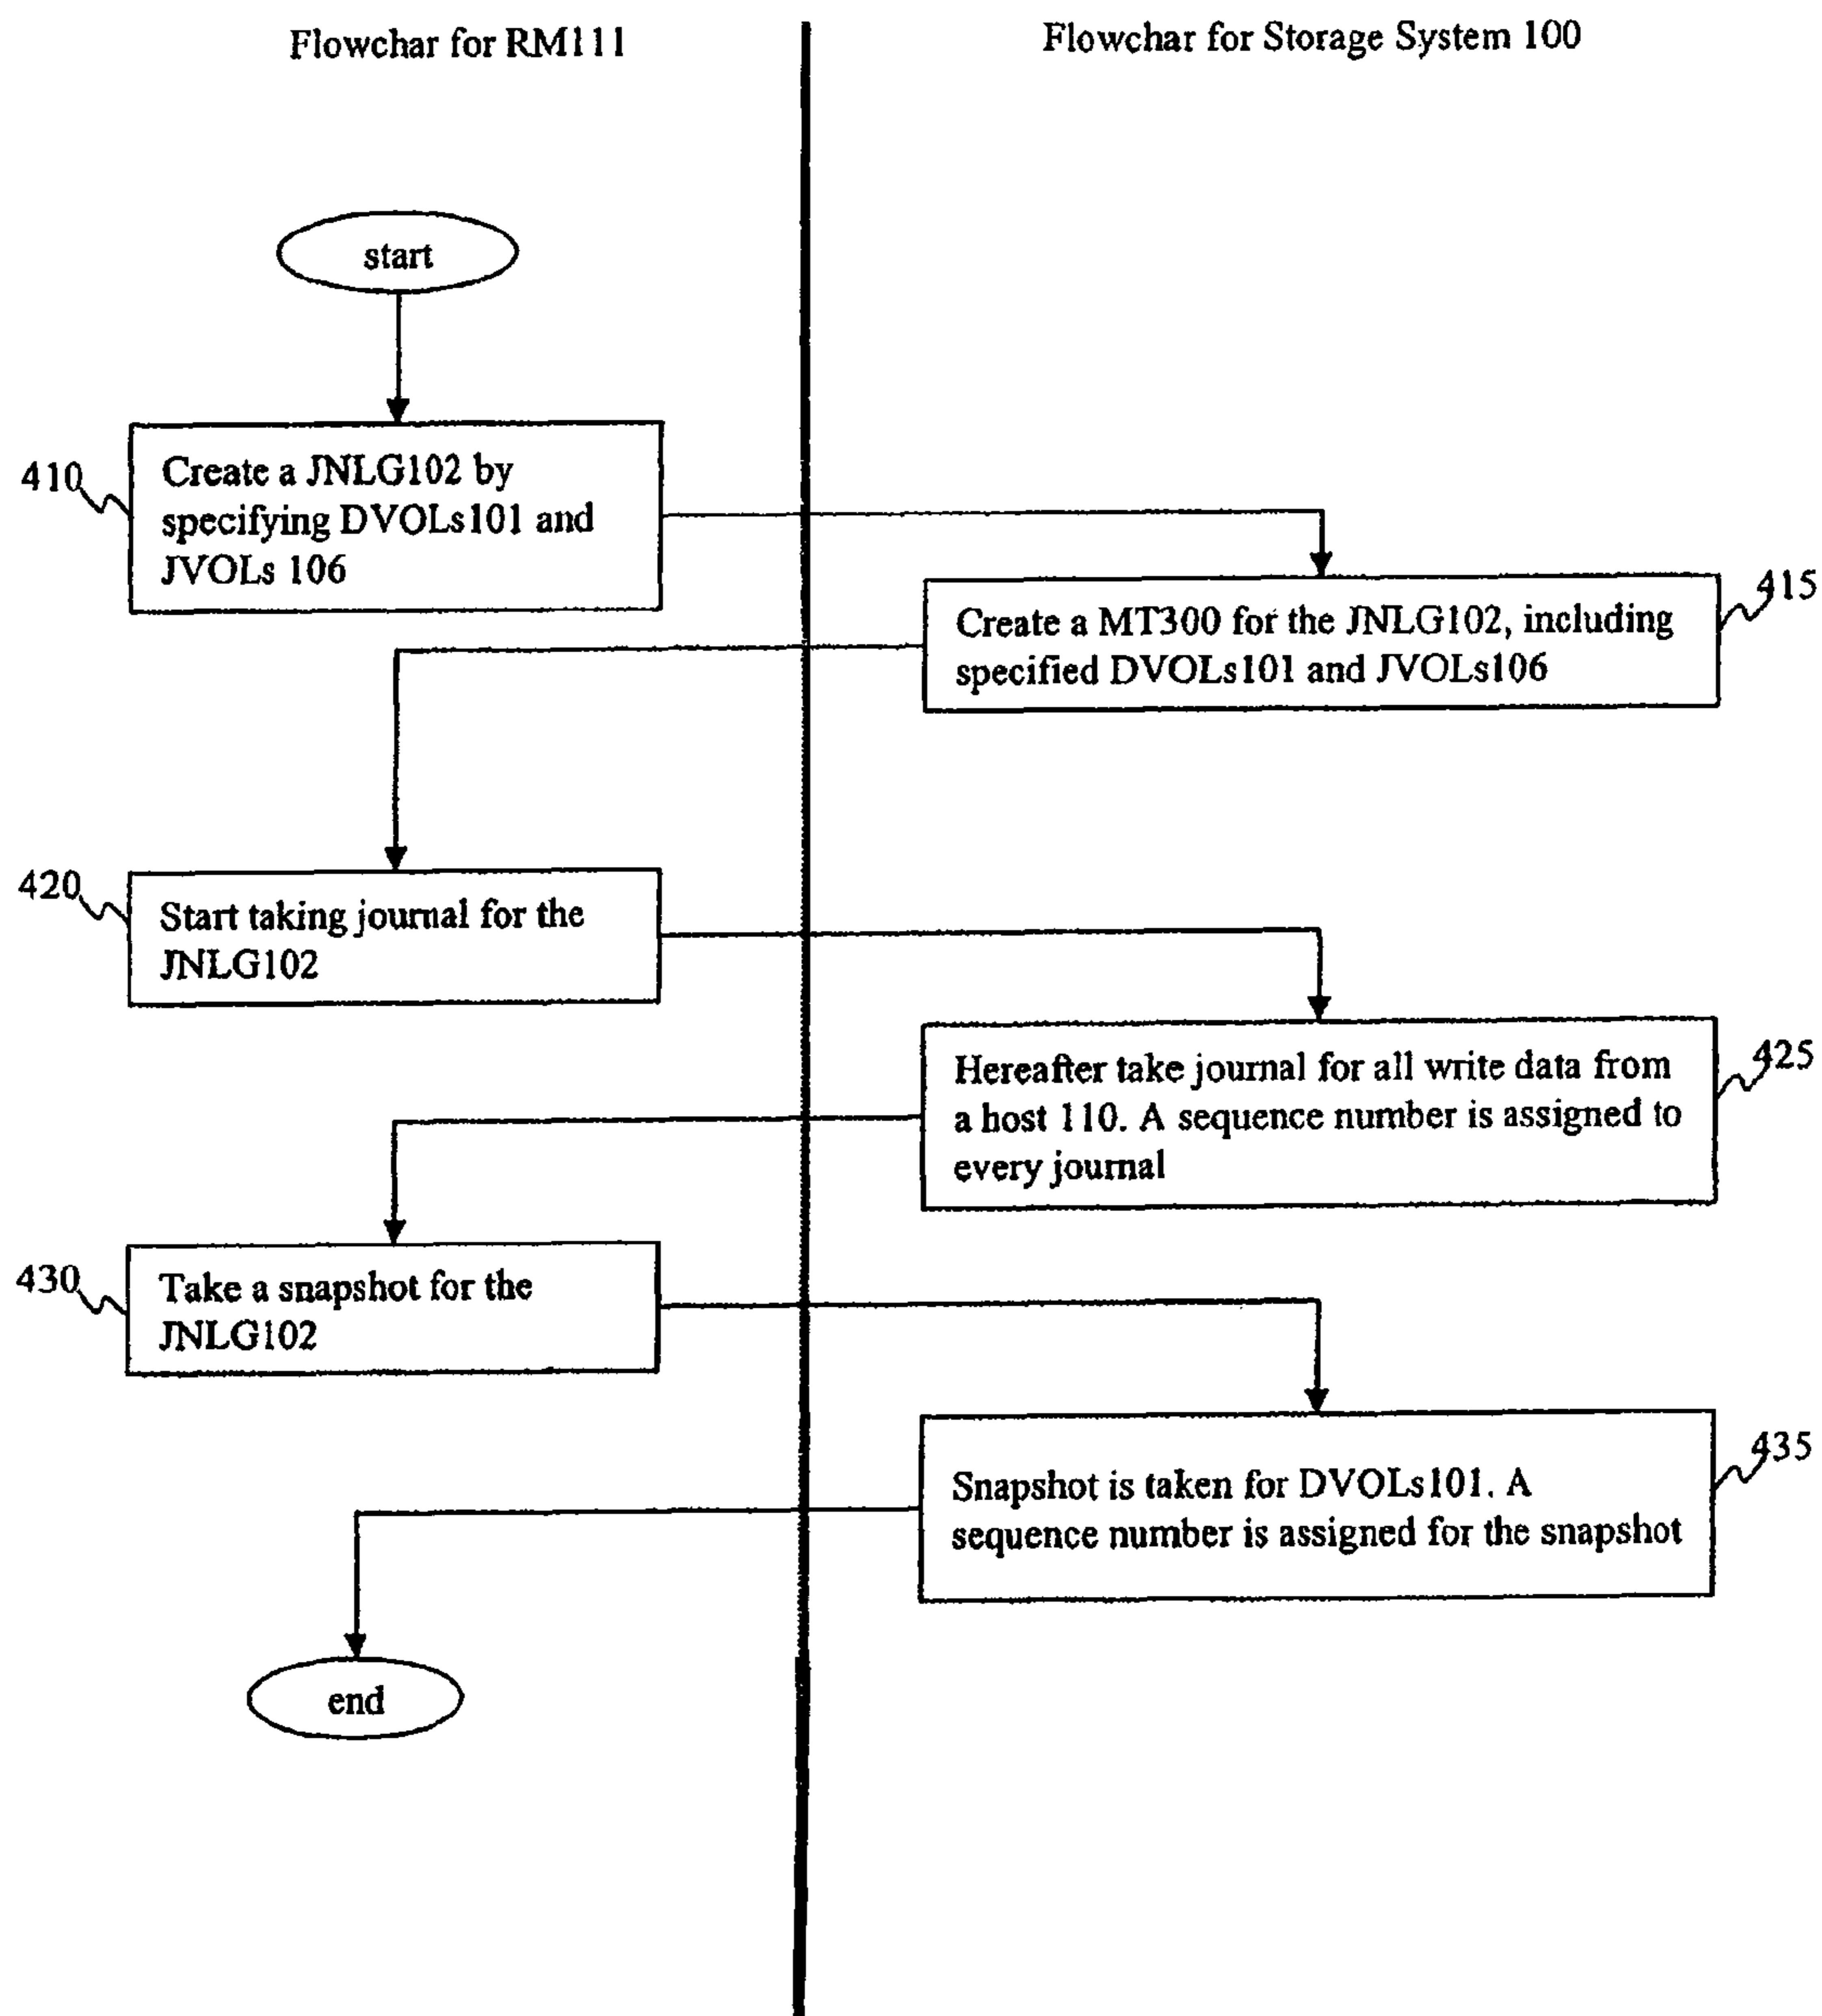 Flowchar for RM111
Flowchar for Storage System 100
start
410
Create a JNLG102 by
specifying DVOLs101 and
JVOLs 106
415
Create a MT300 for the JNLG102, including
specified DVOLs101 and JVOLs106
420
Start taking journal for the
JNLG102
425
Hereafter take journal for all write data from
a host 110. A sequence number is assigned to
every journal
430
Take a snapshot for the
JNLG102
435
Snapshot is taken for DVOLs101. A
sequence number is assigned for the snapshot
end